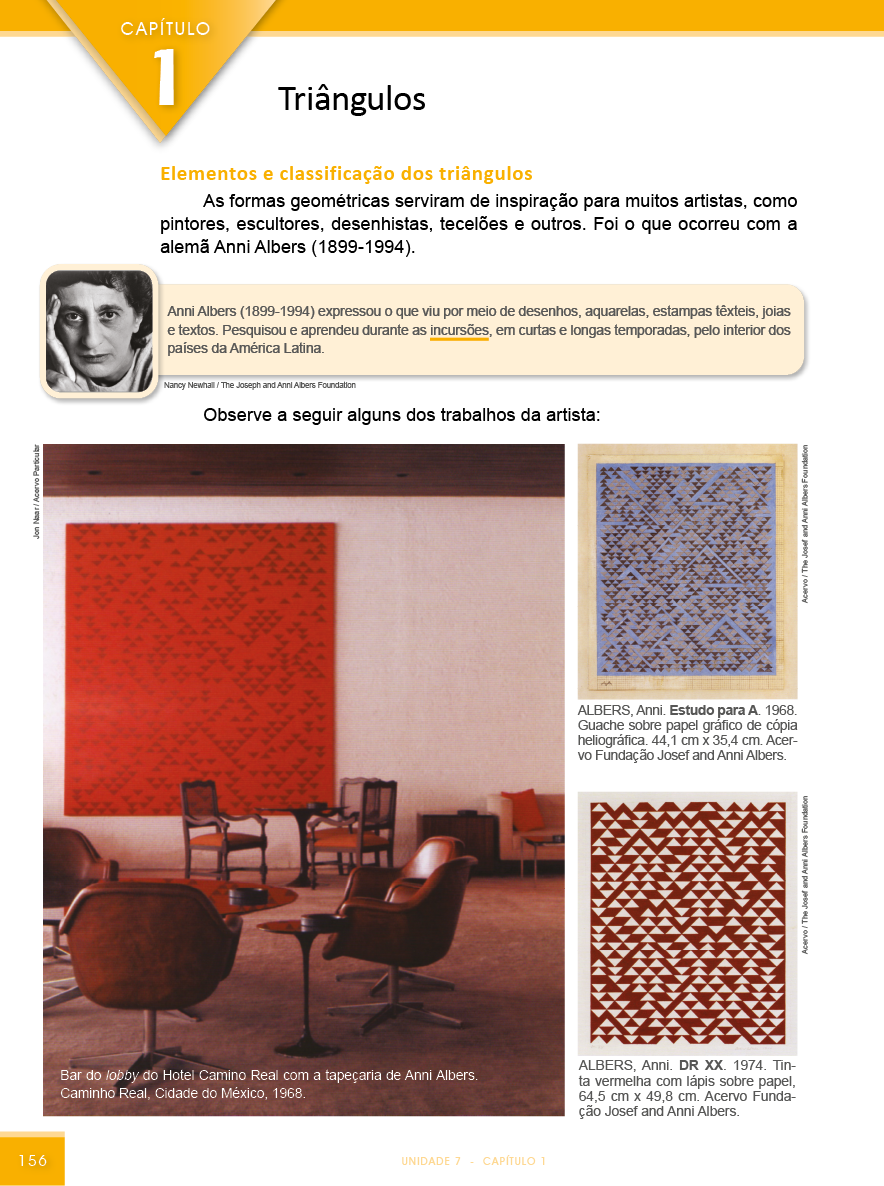 CAPÍTULO
1
Triângulos
Elementos e classificação dos triângulos
As formas geométricas serviram de inspiração para muitos artistas, como
pintores, escultores, desenhistas, tecelões e outros. Foi o que ocorreu com a
alemã Anni Albers (1899-1994).
Anni Albers (1899-1994) expressou o que viu por meio de desenhos, aquarelas, estampas têxteis, joias
e textos. Pesquisou e aprendeu durante as incursões, em curtas e longas temporadas, pelo interior dos
países da América Latina.
Nancy Newhall / The Joseph and Anni Albers Foundation
Observe a seguir alguns dos trabalhos da artista:
Jon Naar / Acervo Particular
Bar do lobby do Hotel Camino Real com a tapeçaria de Anni Albers.
Caminho Real, Cidade do México, 1968.
Acervo / The Josef and Anni Albers Foundation
ALBERS, Anni. Estudo para A. 1968.
Guache sobre papel gráfico de cópia
heliográfica. 44,1 cm x 35,4 cm. Acer-
vo Fundação Josef and Anni Albers.
Acervo / The Josef and Anni Albers Foundation
ALBERS, Anni. DR XX. 1974. Tin-
ta vermelha com lápis sobre papel,
64,5 cm x 49,8 cm. Acervo Funda-
ção Josef and Anni Albers.
156
UNIDADE 7 - CAPÍTULO 1